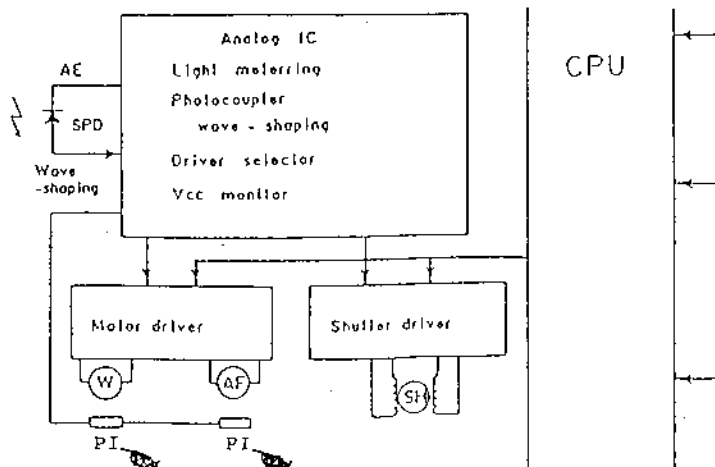 Analog IC
CPU
AE
Light meterring
Photocoupler
wave - shaping
SPD
Driver selector
Wave
-shaping
Vcc monitor
Motor driver
Shutter driver
W
AF
SH
PI
PI